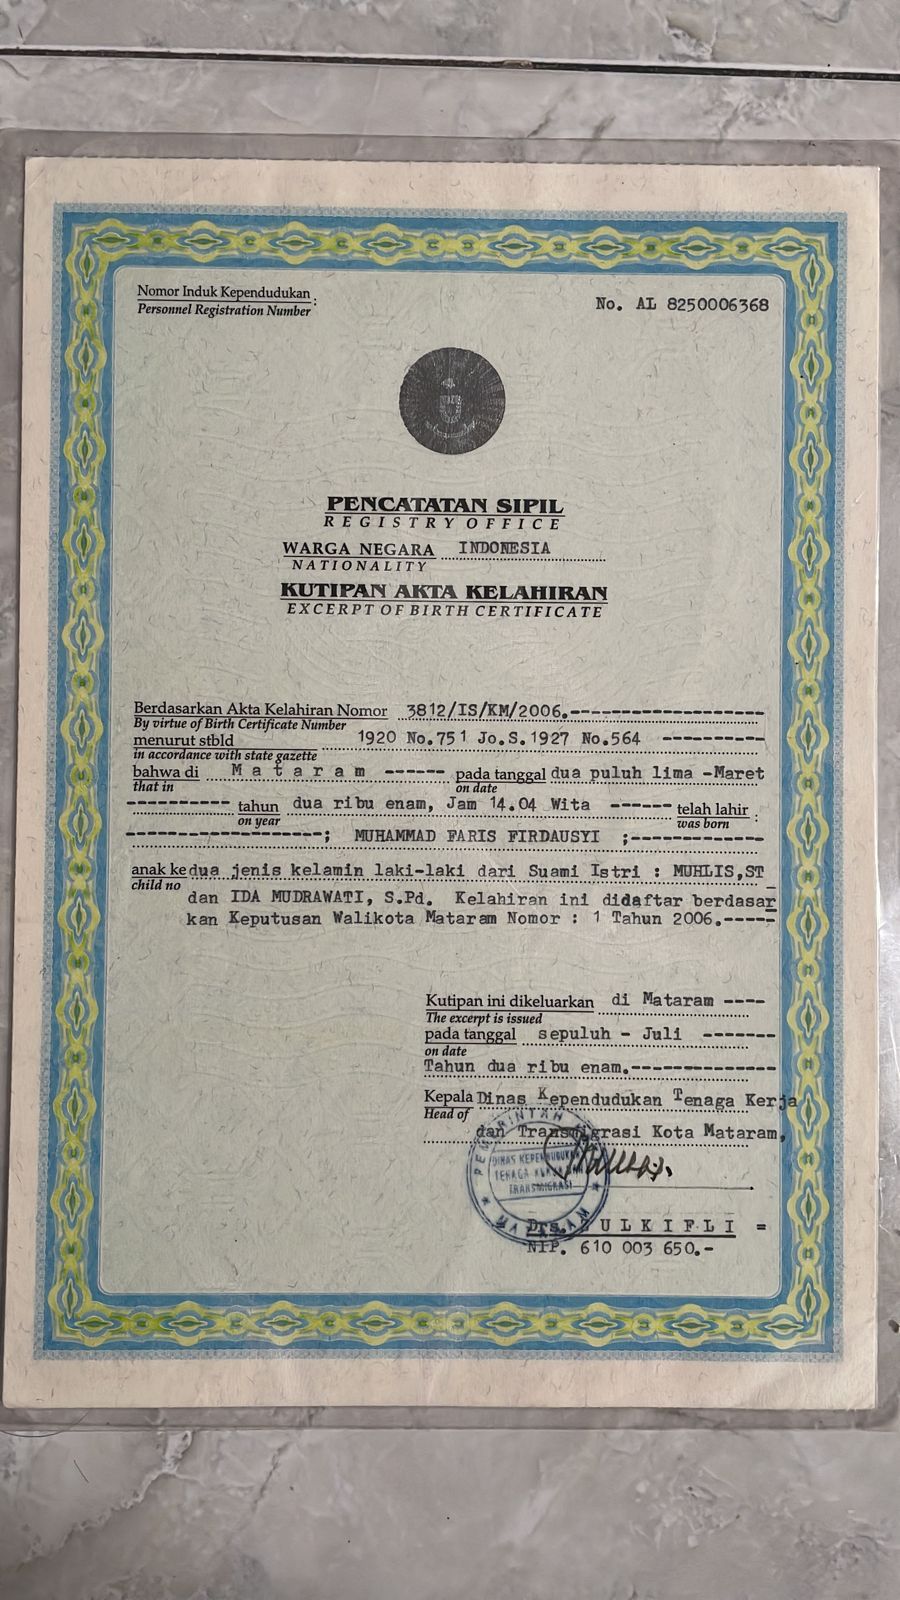 Nomor Induk Kependudukan :
Personnel Registration Number
No. AL 8250006368
PENCATATAN SIPIL
REGISTRY OFFICE
WARGA NEGARA INDONESIA
NATIONALITY
KUTIPAN AKTA KELAHIRAN
EXCERPT OF BIRTH CERTIFICATE
Berdasarkan Akta Kelahiran Nomor 3812/IS/KM/2006.
By virtue of Birth Certificate Number
menurut stbld 1920 No.751 Jo.S.1927 No.564
in accordance with state gazette
bahwa di Mataram pada tanggal dua puluh lima -Maret
that in on date
tahun dua ribu enam, Jam 14.04 Wita telah lahir :
on year was born
; MUHAMMAD FARIS FIRDAUSYI ;
anak ke dua jenis kelamin laki-laki dari Suami Istri : MUHLIS,ST
child no
dan IDA MUDRAWATI, S.Pd. Kelahiran ini didaftar berdasar
kan Keputusan Walikota Mataram Nomor : 1 Tahun 2006.
Kutipan ini dikeluarkan di Mataram
The excerpt is issued
pada tanggal sepuluh - Juli
on date
Tahun dua ribu enam.
Kepala Dinas Kependudukan Tenaga Kerja
Head of
dan Transmigrasi Kota Mataram,
TRANSMIGRASI
Drs. ZULKIFLI =
NIP. 610 003 650.-